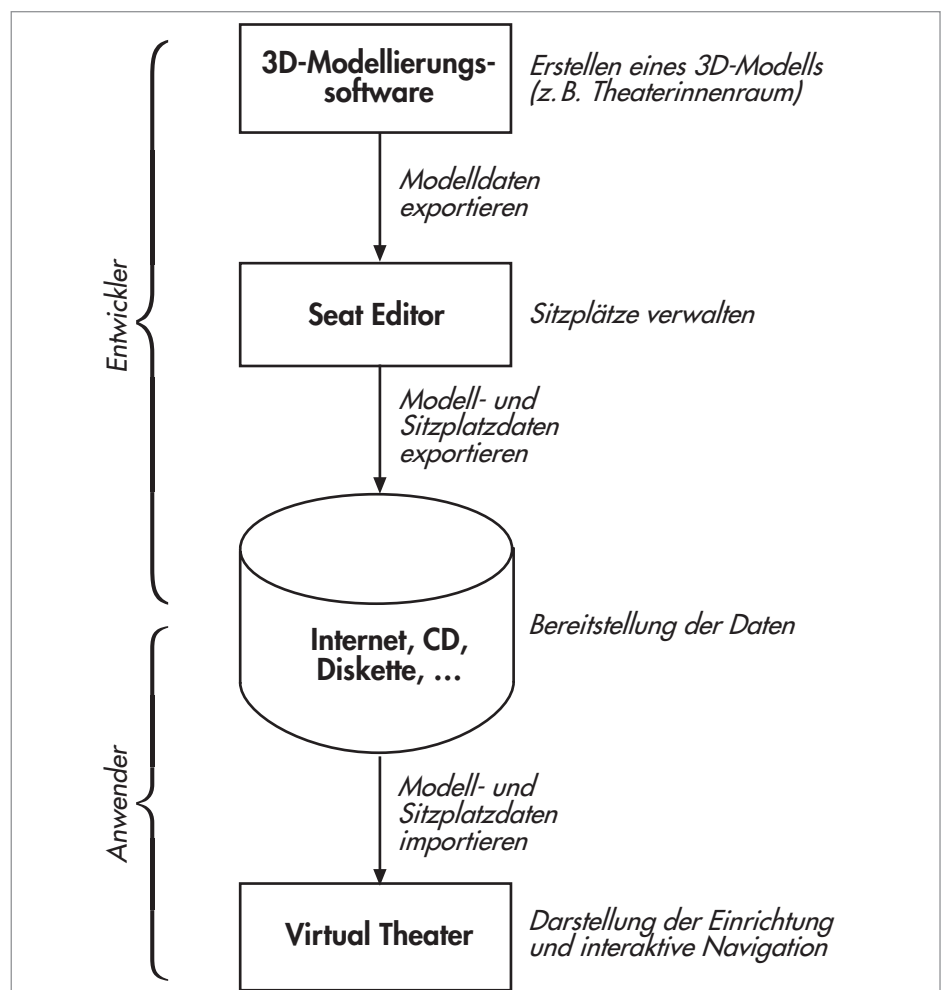 3D-Modellierungs-
software
Erstellen eines 3D-Modells
(z. B. Theaterinnenraum)
Modelldaten
exportieren
Entwickler
Seat Editor
Sitzplätze verwalten
Modell- und
Sitzplatzdaten
exportieren
Internet, CD,
Diskette, ...
Bereitstellung der Daten
Anwender
Modell- und
Sitzplatzdaten
importieren
Virtual Theater
Darstellung der Einrichtung
und interaktive Navigation